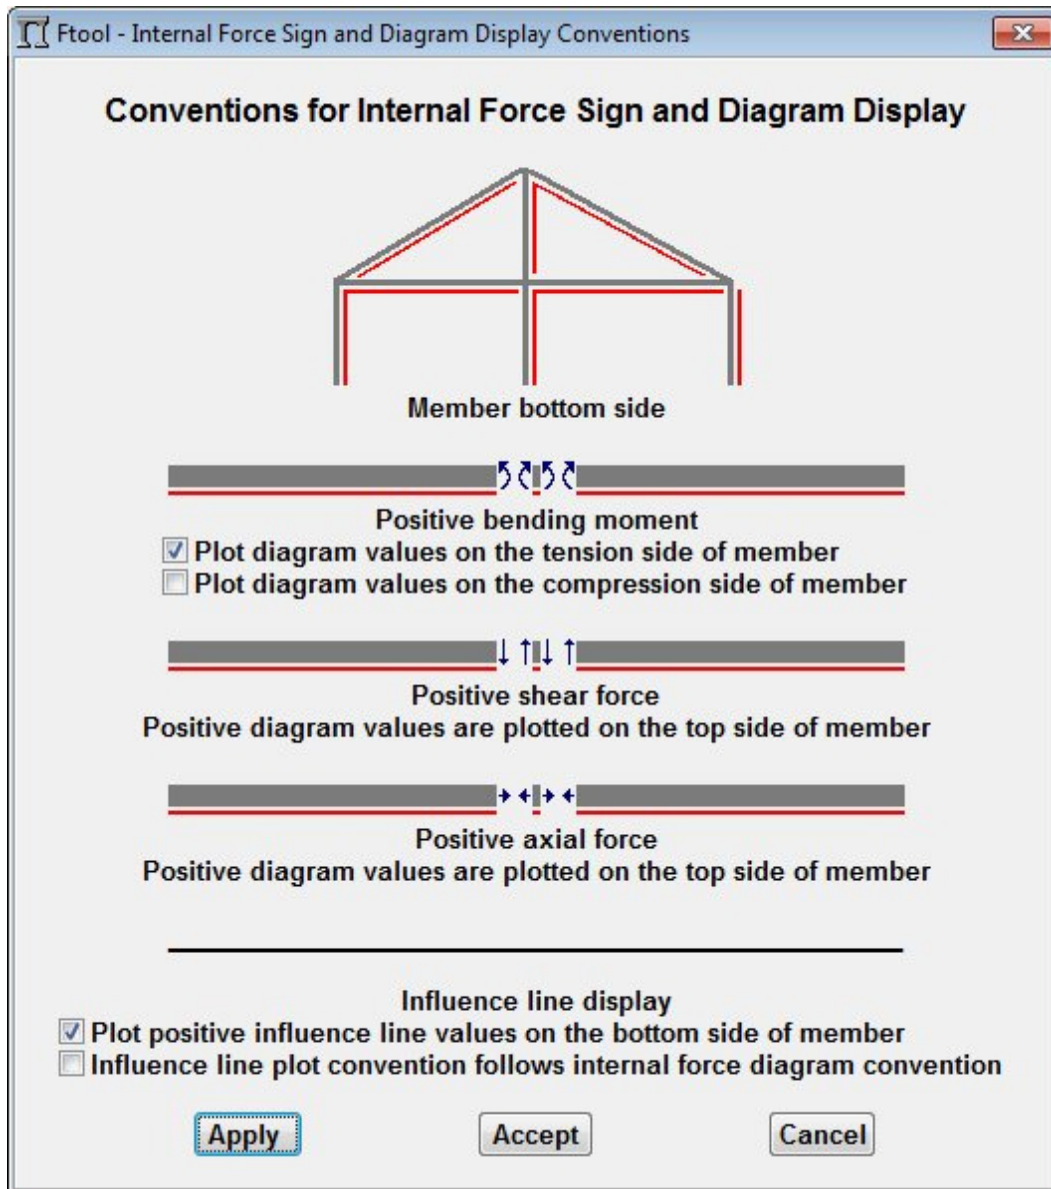 Ftool - Internal Force Sign and Diagram Display Conventions
Conventions for Internal Force Sign and Diagram Display
Member bottom side
Positive bending moment
Plot diagram values on the tension side of member
Plot diagram values on the compression side of member
Positive shear force
Positive diagram values are plotted on the top side of member
Positive axial force
Positive diagram values are plotted on the top side of member
Influence line display
Plot positive influence line values on the bottom side of member
Influence line plot convention follows internal force diagram convention
Apply Accept Cancel